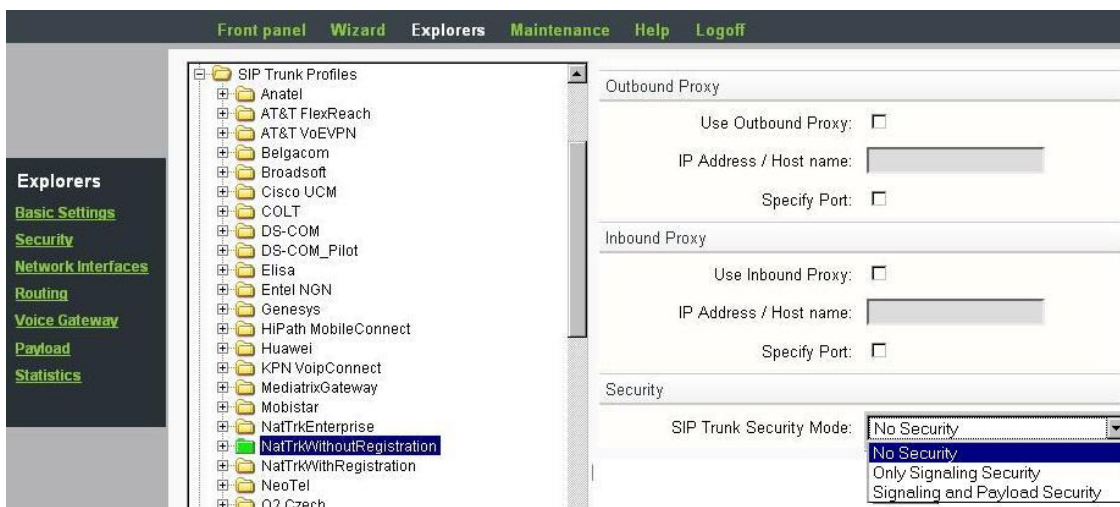 Front panel Wizard Explorers Maintenance Help Logoff
Explorers
Basic Settings
Security
Network Interfaces
Routing
Voice Gateway
Payload
Statistics
SIP Trunk Profiles
Anatel
AT&T FlexReach
AT&T VoEVPN
Belgacom
Broadsoft
Cisco UCM
COLT
DS-COM
DS-COM_Pilot
Elisa
Entel NGN
Genesys
HiPath MobileConnect
Huawei
KPN VoipConnect
MediatrixGateway
Mobistar
NatTrkEnterprise
NatTrkWithoutRegistration
NatTrkWithRegistration
NeoTel
O2 Czech
Outbound Proxy
Use Outbound Proxy:
IP Address / Host name:
Specify Port:
Inbound Proxy
Use Inbound Proxy:
IP Address / Host name:
Specify Port:
Security
SIP Trunk Security Mode: No Security
No Security
Only Signaling Security
Signaling and Payload Security